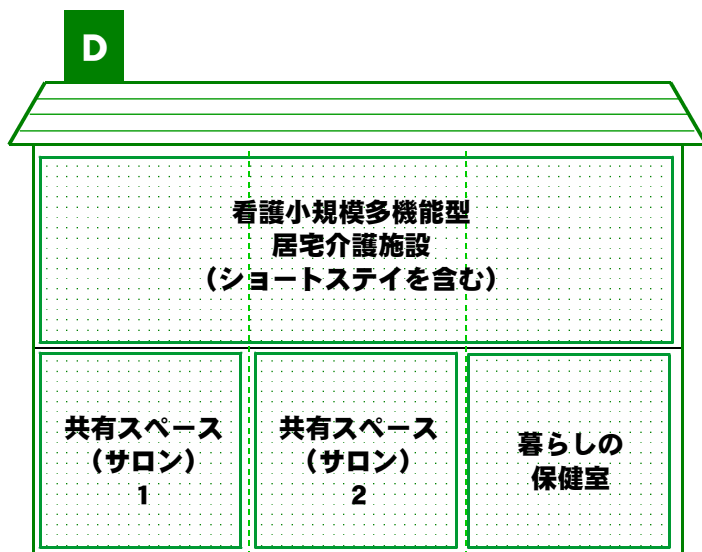 D
看護小規模多機能型
居宅介護施設
（ショートステイを含む）
共有スペース
（サロン）
1
共有スペース
（サロン）
2
暮らしの
保健室